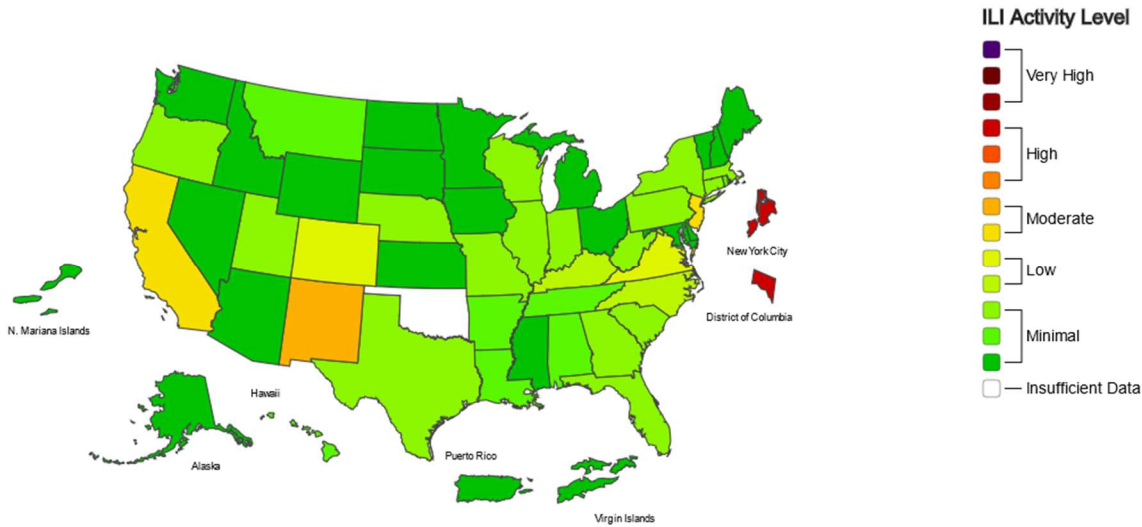 ILI Activity Level
Very High
High
Moderate
Low
Minimal
Insufficient Data
New York City
District of Columbia
N. Mariana Islands
Hawaii
Alaska
Puerto Rico
Virgin Islands